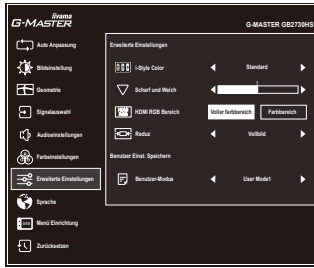 iiyama
G-MASTER
G-MASTER GB2730HS
Auto Anpassung
Bildeinstellung
Geometrie
Signalauswahl
Audioeinstellungen
Farbeinstellungen
Erweiterte Einstellungen
Sprache
Menü Einrichtung
Zurücksetzen
Erweiterte Einstellungen
i-Style Color
Standard
Scharf und Weich
1
HDMI RGB Bereich
Voller farbbereich
Farbbereich
Reduz
Vollbild
Benutzer Einst. Speichern
Benutzer-Modus
User Mode1